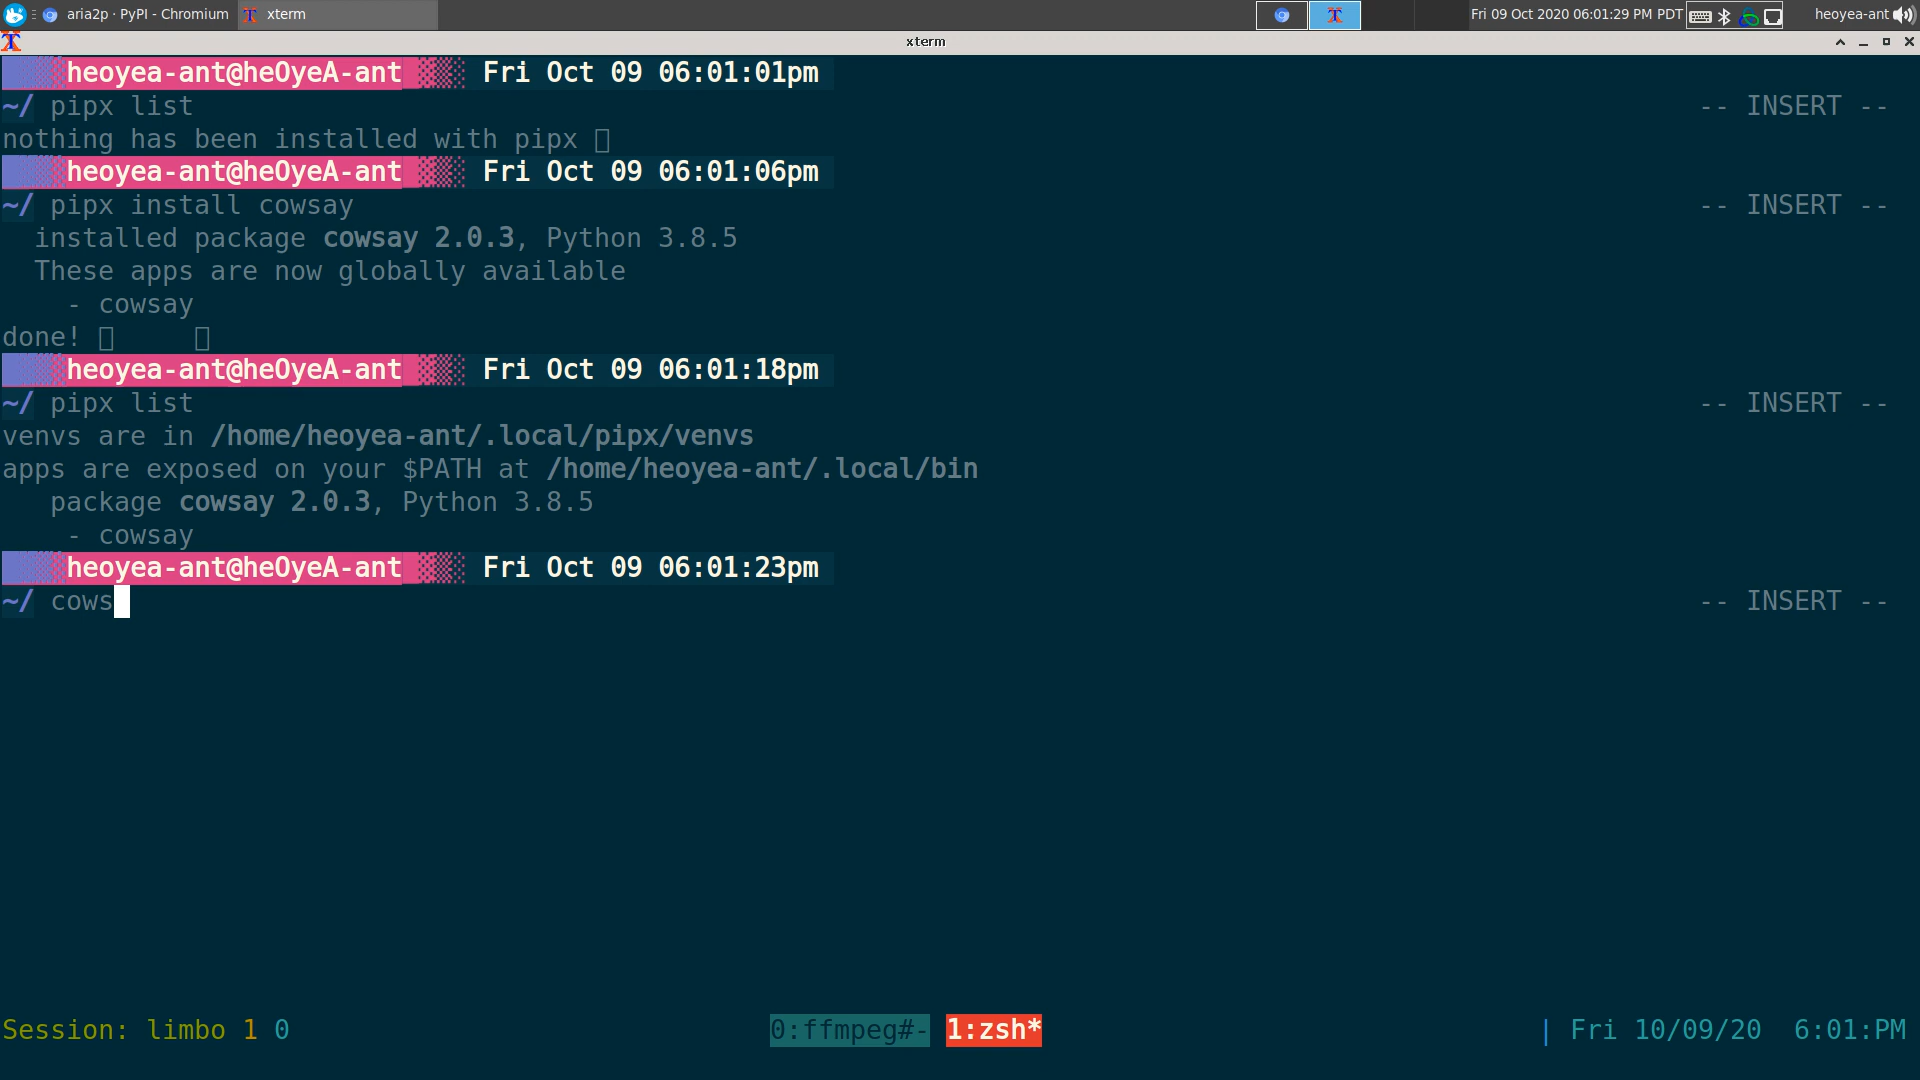 aria2p · PyPI - Chromium xterm Fri 09 Oct 2020 06:01:29 PM PDT heoyea-ant
xterm
heoyea-ant@heOyeA-ant Fri Oct 09 06:01:01pm
~/ pipx list -- INSERT --
nothing has been installed with pipx
heoyea-ant@heOyeA-ant Fri Oct 09 06:01:06pm
~/ pipx install cowsay -- INSERT --
installed package cowsay 2.0.3, Python 3.8.5
These apps are now globally available
- cowsay
done!
heoyea-ant@heOyeA-ant Fri Oct 09 06:01:18pm
~/ pipx list -- INSERT --
venvs are in /home/heoyea-ant/.local/pipx/venvs
apps are exposed on your $PATH at /home/heoyea-ant/.local/bin
package cowsay 2.0.3, Python 3.8.5
- cowsay
heoyea-ant@heOyeA-ant Fri Oct 09 06:01:23pm
~/ cows -- INSERT --
Session: limbo 1 0 0:ffmpeg#- 1:zsh* | Fri 10/09/20 6:01:PM